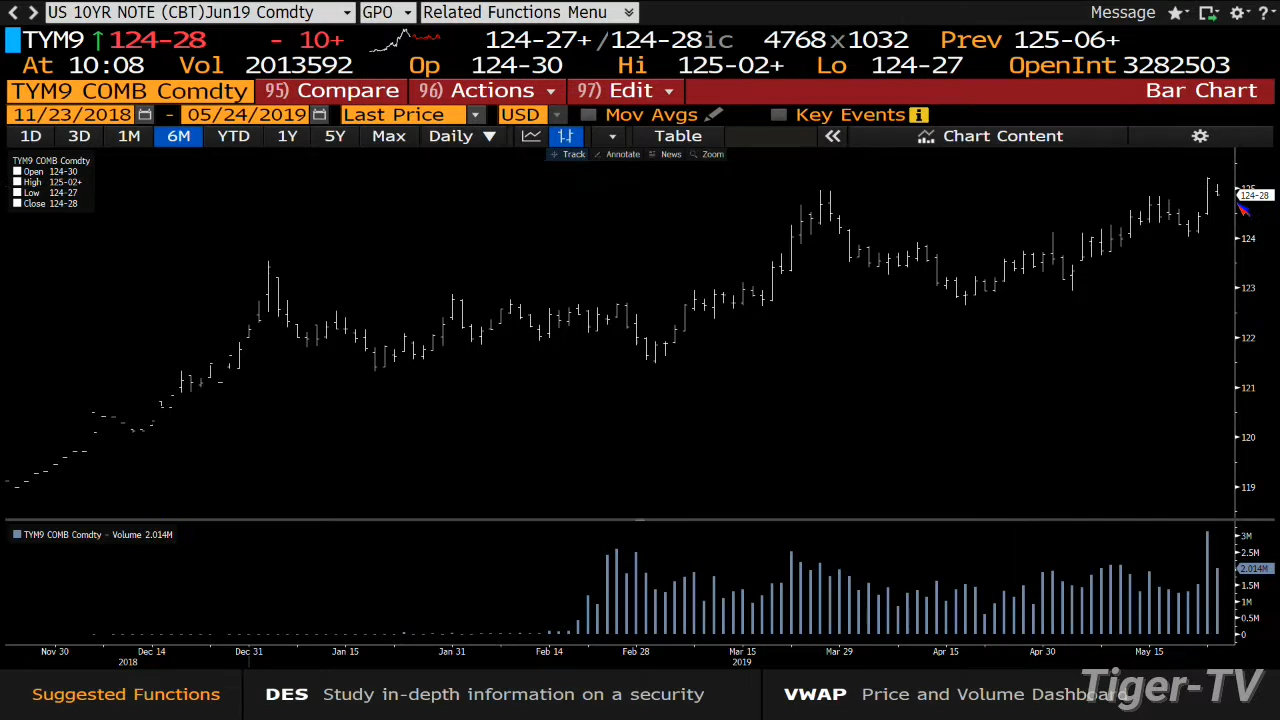 US 10YR NOTE (CBT)Jun19 Comdty GPO Related Functions Menu Message ?
TYM9 ↑124-28 - 10+ 124-27+/124-28ic 4768x1032 Prev 125-06+
At 10:08 Vol 2013592 Op 124-30 Hi 125-02+ Lo 124-27 OpenInt 3282503
TYM9 COMB Comdty 95) Compare 96) Actions 97) Edit Bar Chart
11/23/2018 - 05/24/2019 Last Price USD Mov Avgs Key Events i
1D 3D 1M 6M YTD 1Y 5Y Max Daily ▼ Table « Chart Content
Track Annotate News Zoom
TYM9 COMB Comdty
Open 124-30
High 125-02+
Low 124-27
Close 124-28
125
124-28
124
123
122
121
120
119
TYM9 COMB Comdty - Volume 2.014M
3M
2.5M
2.014M
1.5M
1M
0.5M
0
Nov 30 Dec 14 Dec 31 Jan 15 Jan 31 Feb 14 Feb 28 Mar 15 Mar 29 Apr 15 Apr 30 May 15
2018 2019
Suggested Functions DES Study in-depth information on a security VWAP Price and Volume Dashboard
Tiger-TV